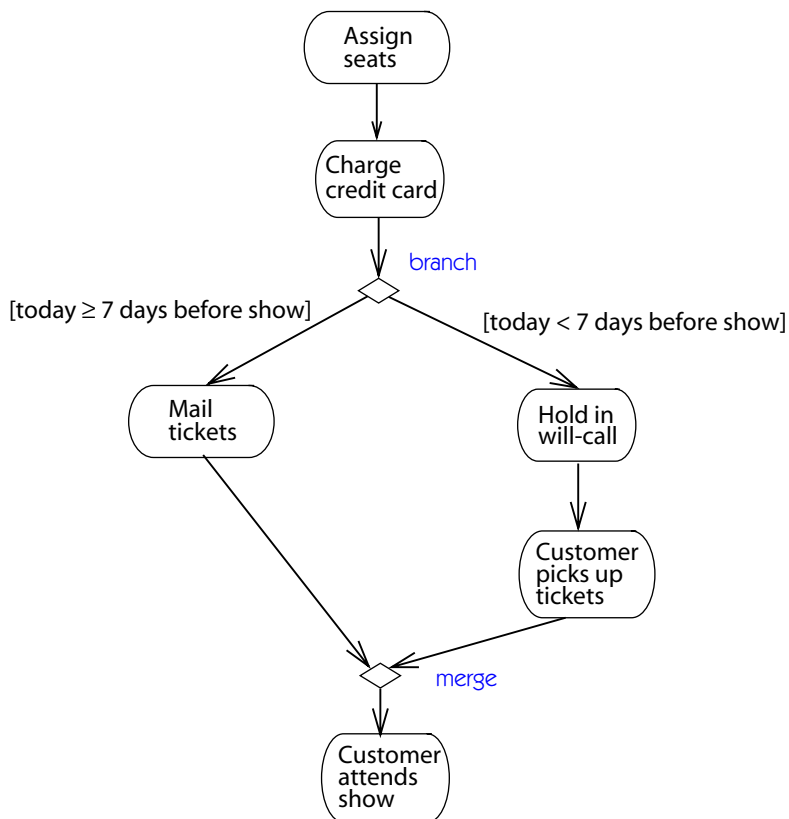 Assign
seats
Charge
credit card
branch
[today ≥ 7 days before show]
[today < 7 days before show]
Mail
tickets
Hold in
will-call
Customer
picks up
tickets
merge
Customer
attends
show